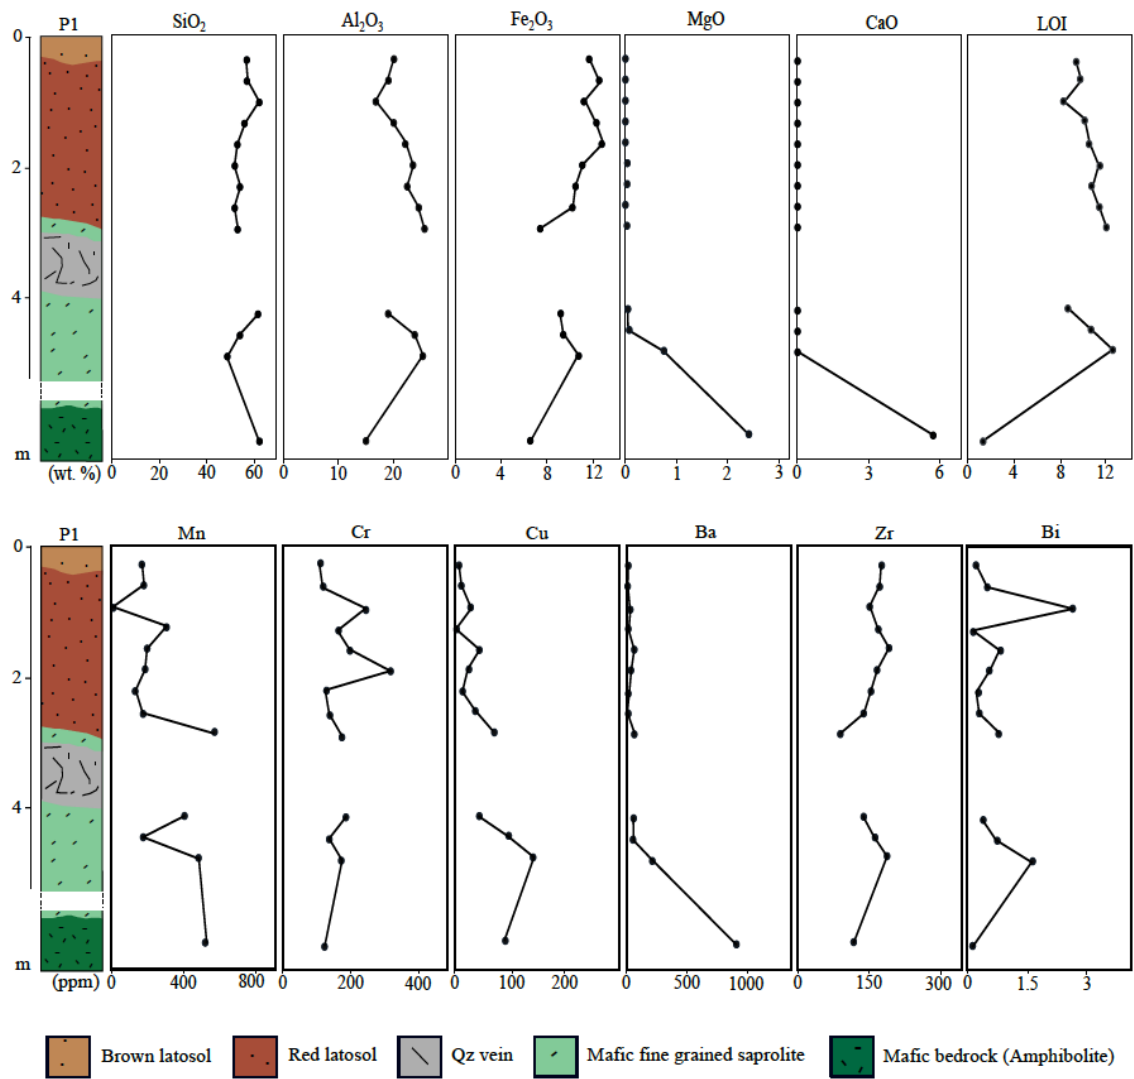 P1 SiO₂ Al₂O₃ Fe₂O₃ MgO CaO LOI
0
2
4
m
(wt. %) 0 20 40 60 0 10 20 0 4 8 12 0 1 2 3 0 3 6 0 4 8 12
P1 Mn Cr Cu Ba Zr Bi
0
2
4
m
(ppm) 0 400 800 0 200 400 0 100 200 0 500 1000 0 150 300 0 1.5 3
Brown latosol Red latosol Qz vein Mafic fine grained saprolite Mafic bedrock (Amphibolite)